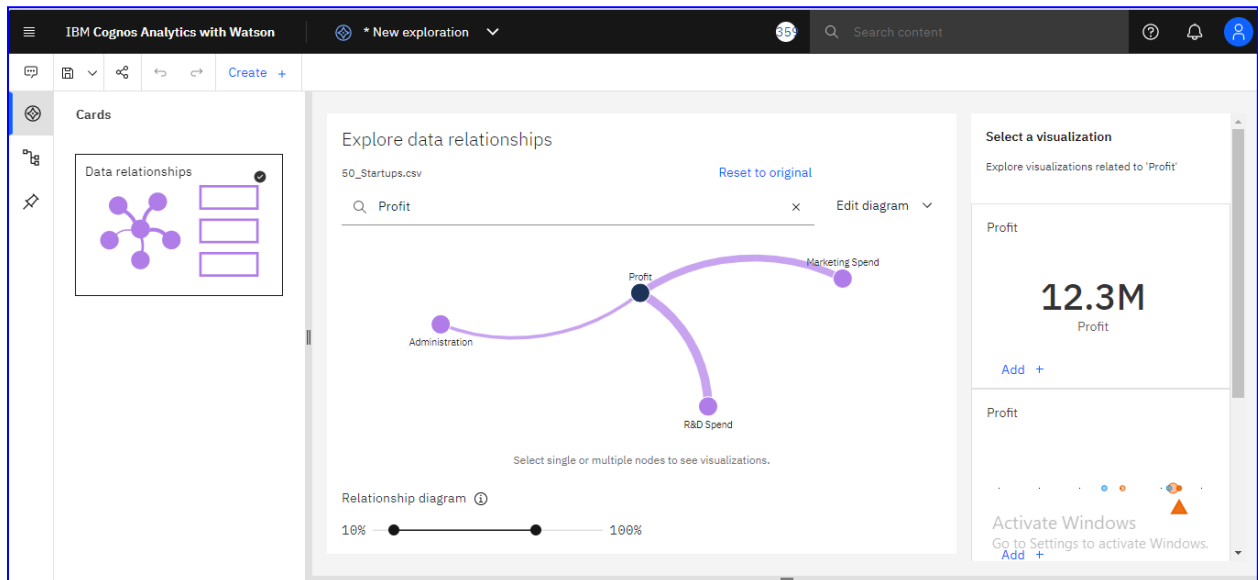 IBM Cognos Analytics with Watson
* New exploration
Search content
Create +
Cards
Data relationships
Explore data relationships
50_Startups.csv
Reset to original
Profit
Edit diagram
Profit
Marketing Spend
Administration
R&D Spend
Select single or multiple nodes to see visualizations.
Relationship diagram
10%
100%
Select a visualization
Explore visualizations related to 'Profit'
Profit
12.3M
Profit
Add +
Profit
Activate Windows
Go to Settings to activate Windows.
Add +